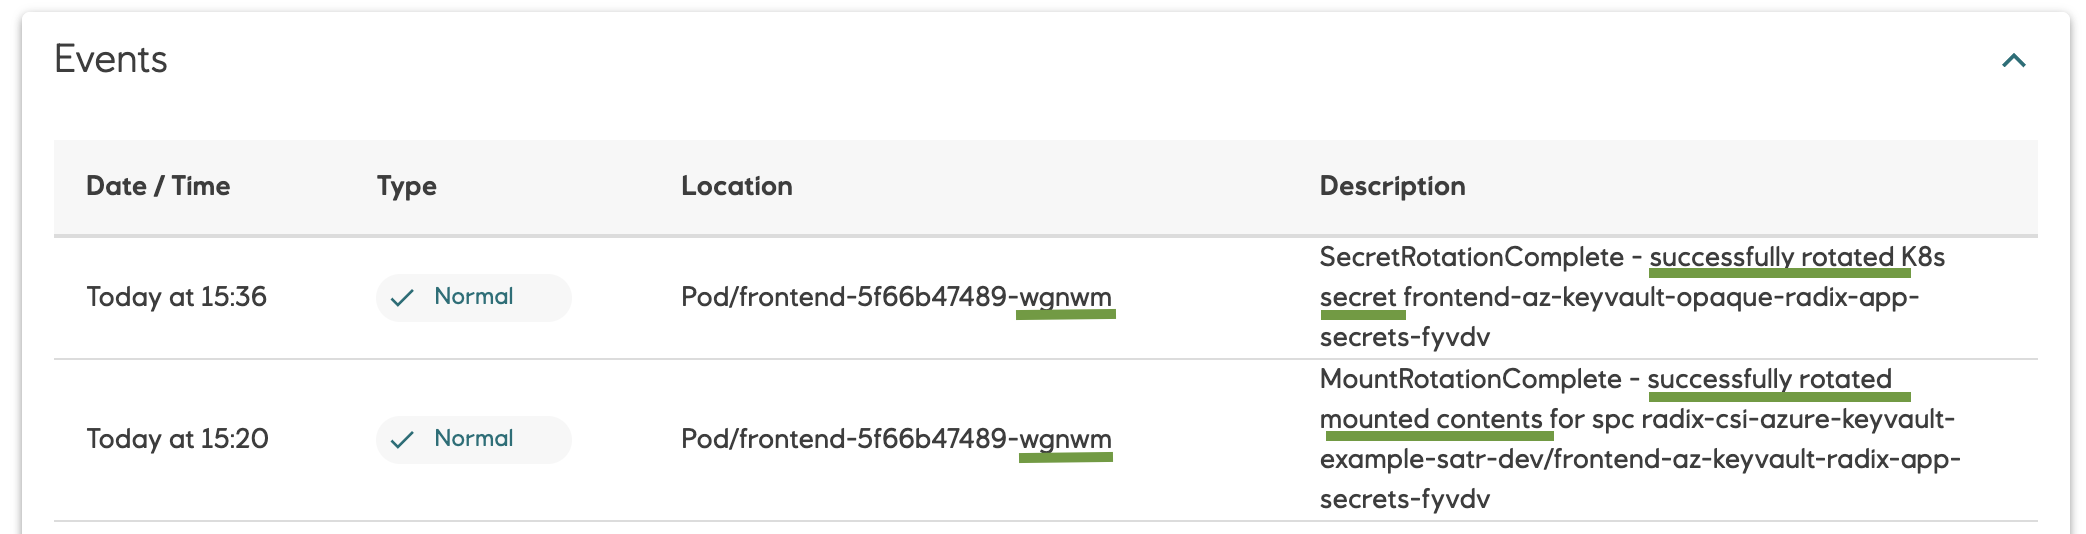 Events
Date / Time Type Location Description
SecretRotationComplete - successfully rotated K8s
Today at 15:36 Normal Pod/frontend-5f66b47489-wgnwm secret frontend-az-keyvault-opaque-radix-app-
secrets-fyvdv
MountRotationComplete - successfully rotated
mounted contents for spc radix-csi-azure-keyvault-
Today at 15:20 Normal Pod/frontend-5f66b47489-wgnwm
example-satr-dev/frontend-az-keyvault-radix-app-
secrets-fyvdv